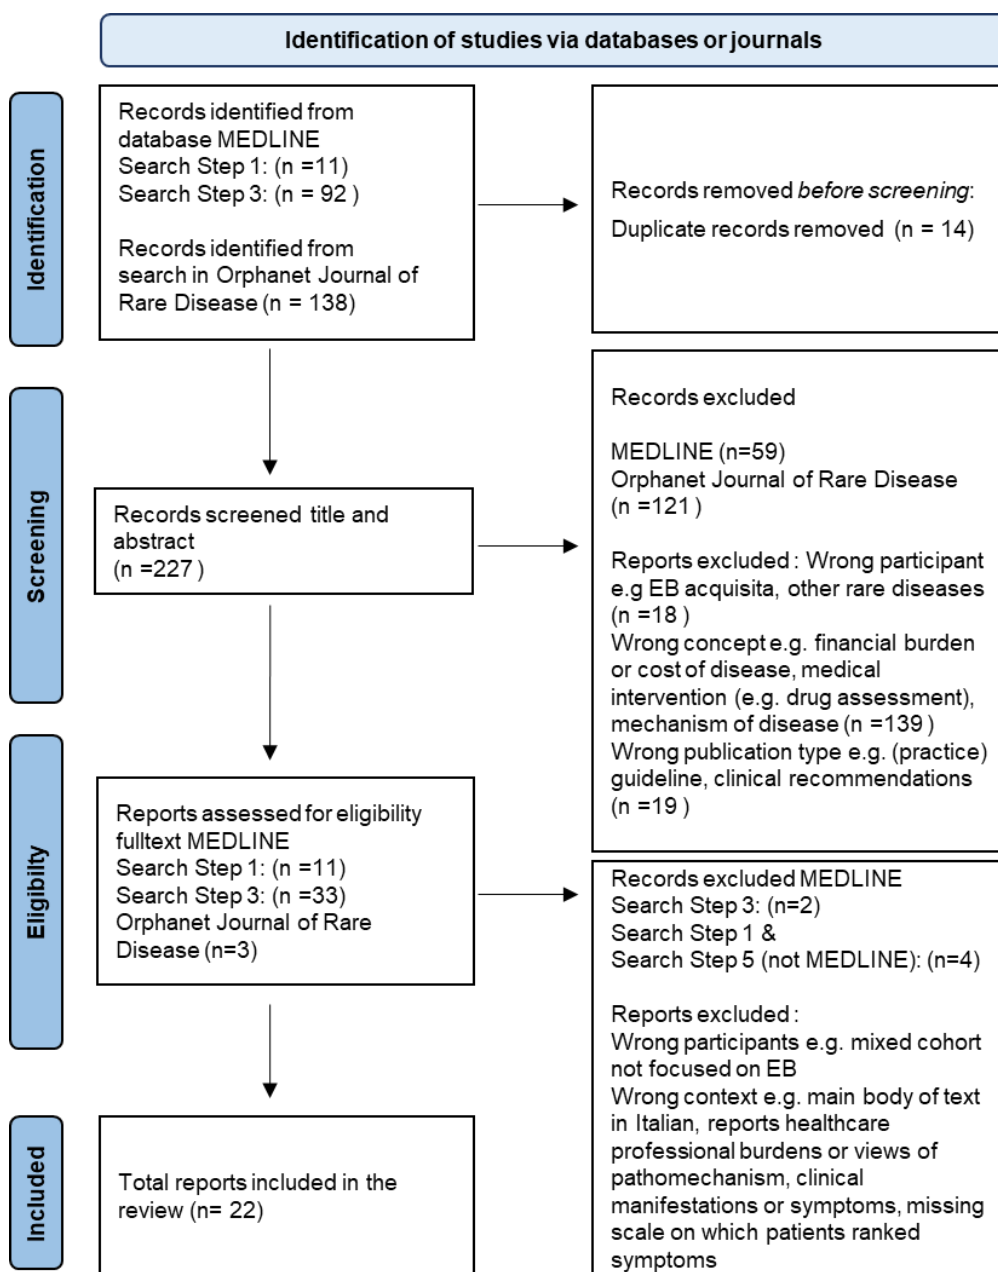 Identification of studies via databases or journals
Identification
Records identified from
database MEDLINE
Search Step 1: (n =11)
Search Step 3: (n = 92 )
Records identified from
search in Orphanet Journal of
Rare Disease (n = 138)
Records removed before screening:
Duplicate records removed (n = 14)
Screening
Records screened title and
abstract
(n =227 )
Records excluded
MEDLINE (n=59)
Orphanet Journal of Rare Disease
(n =121 )
Reports excluded : Wrong participant
e.g EB acquisita, other rare diseases
(n =18 )
Wrong concept e.g. financial burden
or cost of disease, medical
intervention (e.g. drug assessment),
mechanism of disease (n =139 )
Wrong publication type e.g. (practice)
guideline, clinical recommendations
(n =19 )
Eligibilty
Reports assessed for eligibility
fulltext MEDLINE
Search Step 1: (n =11)
Search Step 3: (n =33)
Orphanet Journal of Rare
Disease (n=3)
Records excluded MEDLINE
Search Step 3: (n=2)
Search Step 1 &
Search Step 5 (not MEDLINE): (n=4)
Reports excluded :
Wrong participants e.g. mixed cohort
not focused on EB
Wrong context e.g. main body of text
in Italian, reports healthcare
professional burdens or views of
pathomechanism, clinical
manifestations or symptoms, missing
scale on which patients ranked
symptoms
Included
Total reports included in the
review (n= 22)